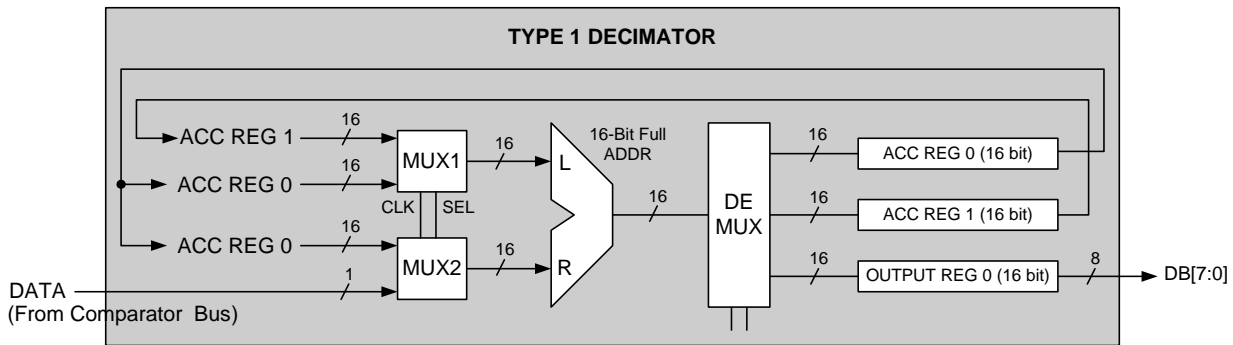 TYPE 1 DECIMATOR
ACC REG 1
16
ACC REG 0
16
ACC REG 0
16
DATA
(From Comparator Bus)
1
MUX1
CLK
SEL
MUX2
16
16
L
R
16-Bit Full
ADDR
16
DE
MUX
16
ACC REG 0 (16 bit)
16
ACC REG 1 (16 bit)
16
OUTPUT REG 0 (16 bit)
8
DB[7:0]